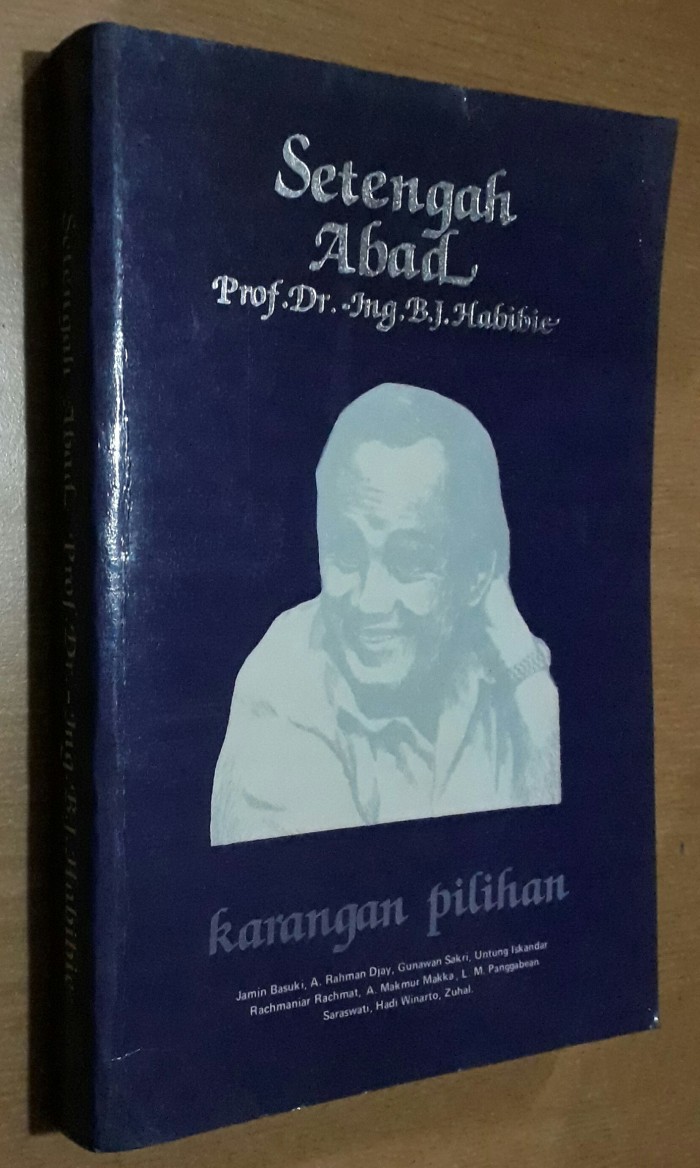 Setengah
Abad
Prof.Dr.-Ing.B.J.Habibie
karangan pilihan
Jamin Basuki, A. Rahman Djay, Gunawan Sakri, Untung Iskandar
Rachmaniar Rachmat, A. Makmur Makka, L. M. Panggabean
Saraswati, Hadi Winarto, Zuhal.
Setengah Abad Prof.Dr.-Ing.B.J.Habibie